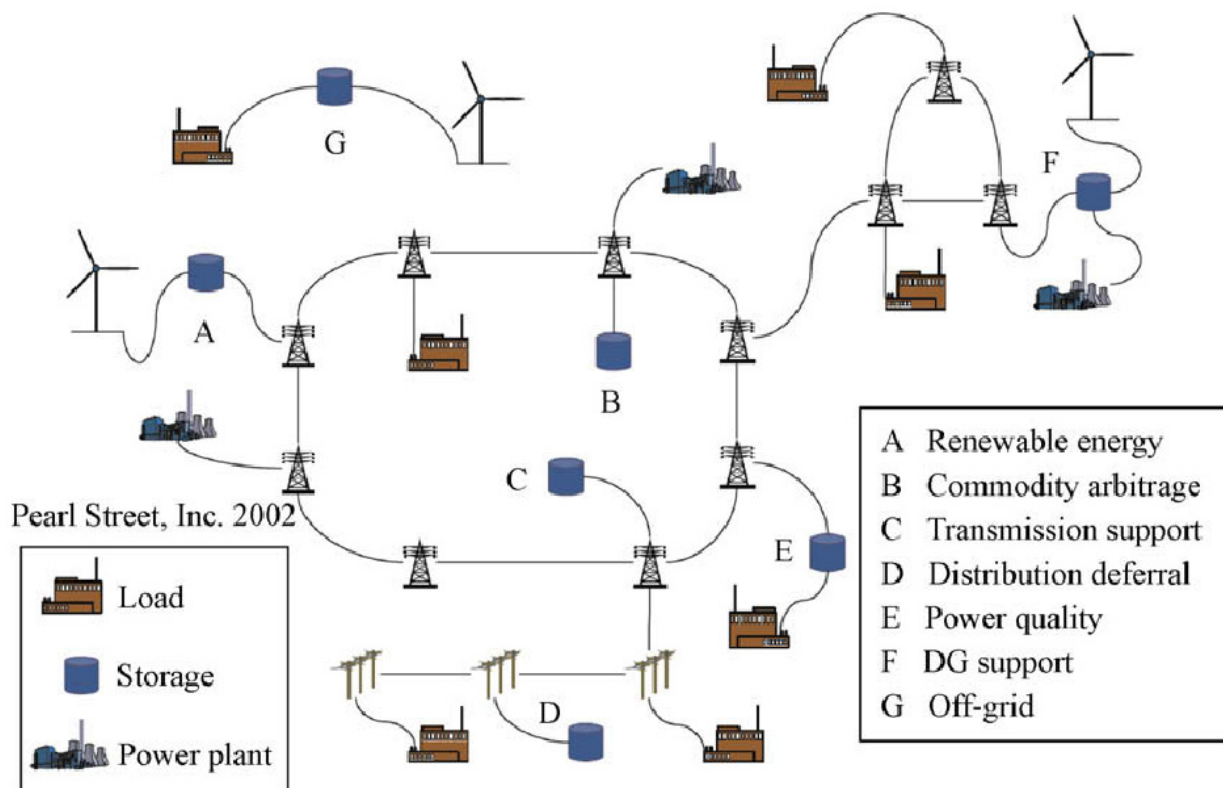 G
F
A
B
C
E
D
Pearl Street, Inc. 2002
Load
Storage
Power plant
A Renewable energy
B Commodity arbitrage
C Transmission support
D Distribution deferral
E Power quality
F DG support
G Off-grid